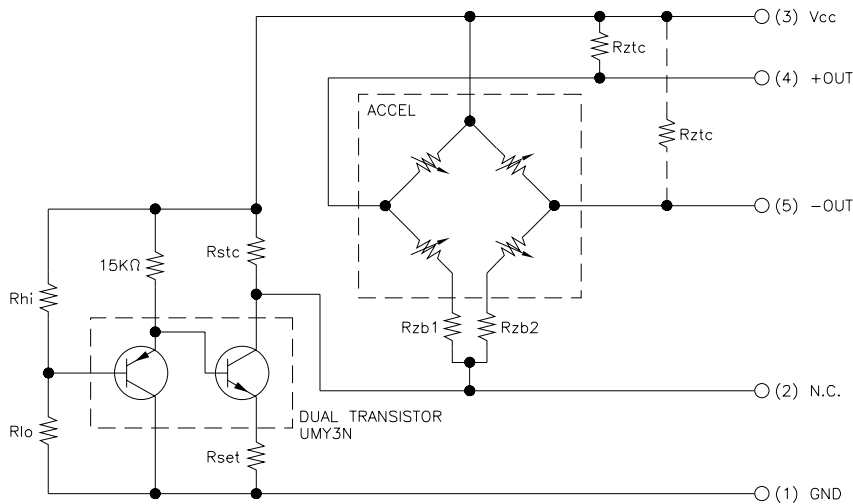 (3) Vcc
Rztc
(4) +OUT
ACCEL
Rztc
(5) -OUT
Rstc
15KΩ
Rhi
Rzb1
Rzb2
(2) N.C.
DUAL TRANSISTOR
UMY3N
Rlo
Rset
(1) GND